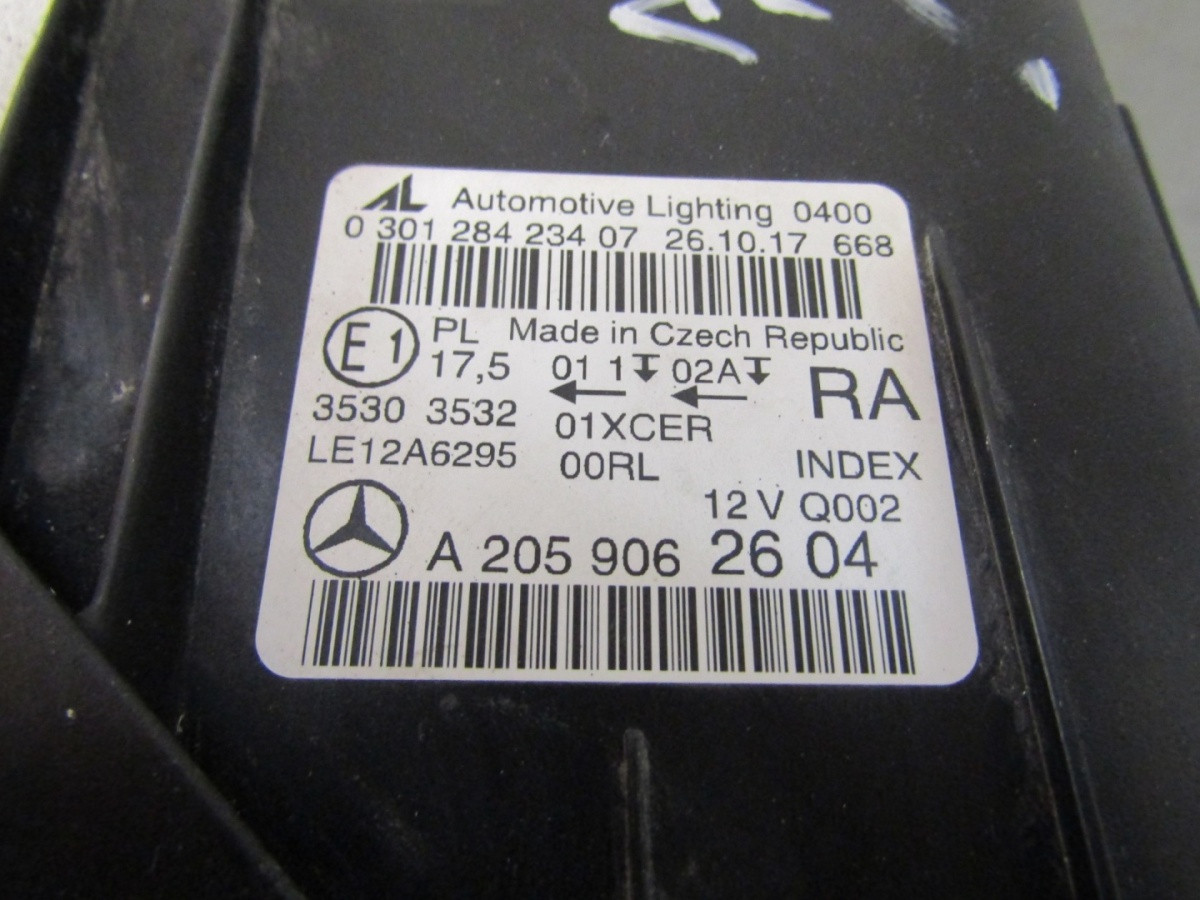 AL Automotive Lighting 0400
0 301 284 234 07 26.10.17 668
E1 PL Made in Czech Republic
17,5 01 1 02A RA
3530 3532 01XCER
LE12A6295 00RL INDEX
12 V Q002
A 205 906 26 04